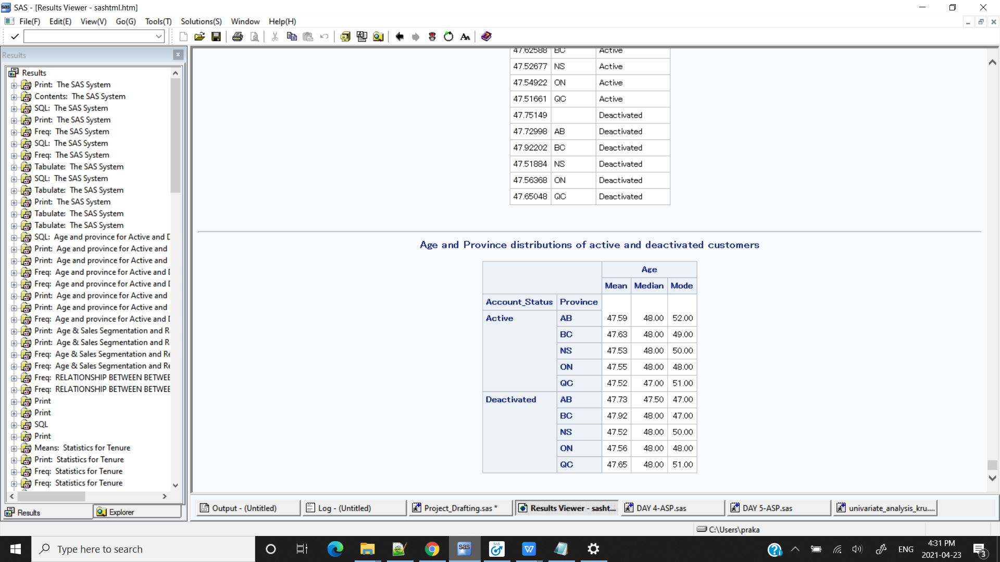 SAS - [Results Viewer - sashtml.htm]
File(F) Edit(E) View(V) Go(G) Tools(T) Solutions(S) Window Help(H)
Results
Results
Print: The SAS System
Contents: The SAS System
SQL: The SAS System
Print: The SAS System
Freq: The SAS System
SQL: The SAS System
Freq: The SAS System
Tabulate: The SAS System
SQL: The SAS System
Tabulate: The SAS System
Print: The SAS System
Tabulate: The SAS System
Tabulate: The SAS System
SQL: Age and province for Active and D
Print: Age and province for Active and
Print: Age and province for Active and
Freq: Age and province for Active and D
Freq: Age and province for Active and D
Print: Age and province for Active and
Print: Age and province for Active and
Freq: Age and province for Active and D
Print: Age & Sales Segmentation and R
Print: Age & Sales Segmentation and R
Freq: Age & Sales Segmentation and Re
Freq: Age & Sales Segmentation and Re
Freq: RELATIONSHIP BETWEEN BETWEE
Freq: RELATIONSHIP BETWEEN BETWEE
Print
Print
SQL
Print
Means: Statistics for Tenure
Print: Statistics for Tenure
Freq: Statistics for Tenure
Freq: Statistics for Tenure
Results Explorer
47.62588 BC Active
47.52677 NS Active
47.54922 ON Active
47.51661 QC Active
47.75149 Deactivated
47.72998 AB Deactivated
47.92202 BC Deactivated
47.51884 NS Deactivated
47.56368 ON Deactivated
47.65048 QC Deactivated
Age and Province distributions of active and deactivated customers
Age
Mean Median Mode
Account_Status Province
Active AB 47.59 48.00 52.00
BC 47.63 48.00 49.00
NS 47.53 48.00 50.00
ON 47.55 48.00 48.00
QC 47.52 47.00 51.00
Deactivated AB 47.73 47.50 47.00
BC 47.92 48.00 47.00
NS 47.52 48.00 50.00
ON 47.56 48.00 48.00
QC 47.65 48.00 51.00
Output - (Untitled) Log - (Untitled) Project_Drafting.sas * Results Viewer - sasht... DAY 4-ASP.sas DAY 5-ASP.sas univariate_analysis_kru....
C:\Users\praka
Type here to search
ENG
4:31 PM
2021-04-23
3